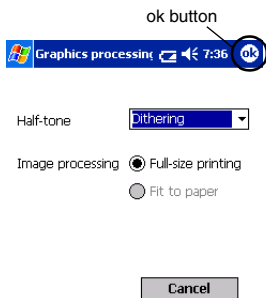 ok button
Graphics processing 7:36 ok
Half-tone Dithering
Image processing Full-size printing
Fit to paper
Cancel